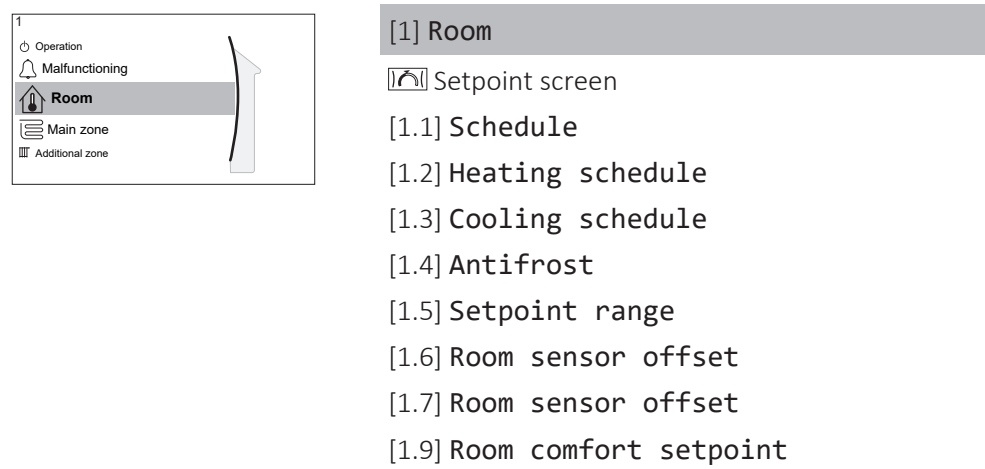 1
Operation
Malfunctioning
Room
Main zone
Additional zone
[1] Room
Setpoint screen
[1.1] Schedule
[1.2] Heating schedule
[1.3] Cooling schedule
[1.4] Antifrost
[1.5] Setpoint range
[1.6] Room sensor offset
[1.7] Room sensor offset
[1.9] Room comfort setpoint